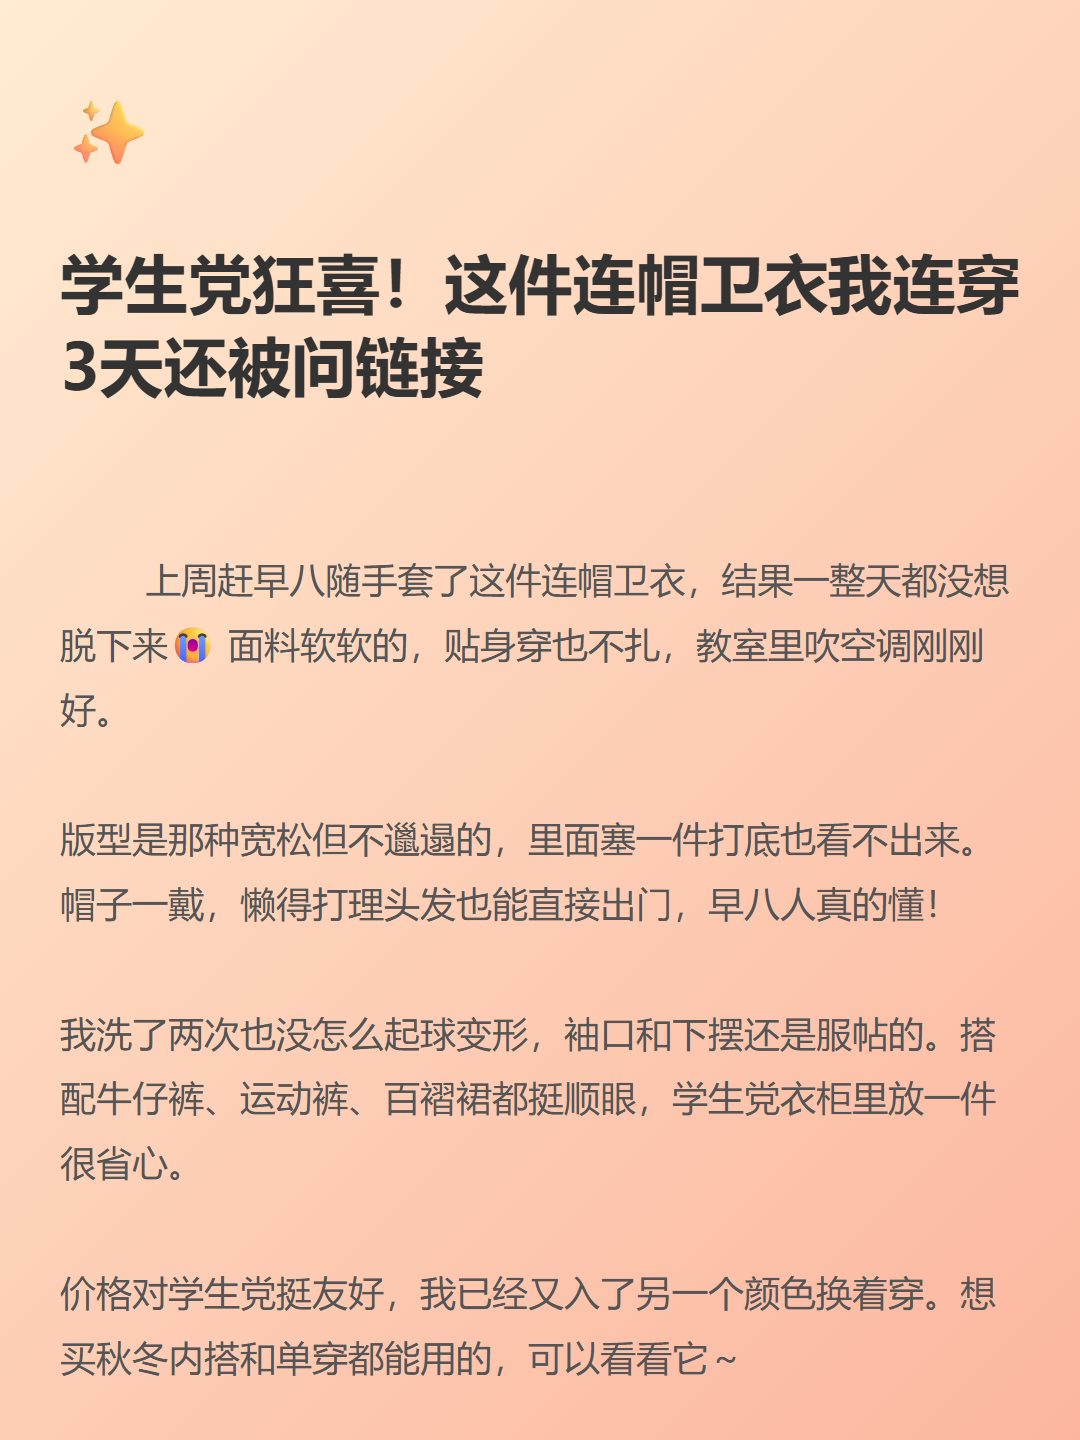 学生党狂喜！这件连帽卫衣我连穿
3天还被问链接
上周赶早八随手套了这件连帽卫衣，结果一整天都没想
脱下来😭 面料软软的，贴身穿也不扎，教室里吹空调刚刚
好。
版型是那种宽松但不邋遢的，里面塞一件打底也看不出来。
帽子一戴，懒得打理头发也能直接出门，早八人真的懂！
我洗了两次也没怎么起球变形，袖口和下摆还是服帖的。搭
配牛仔裤、运动裤、百褶裙都挺顺眼，学生党衣柜里放一件
很省心。
价格对学生党挺友好，我已经又入了另一个颜色换着穿。想
买秋冬内搭和单穿都能用的，可以看看它～